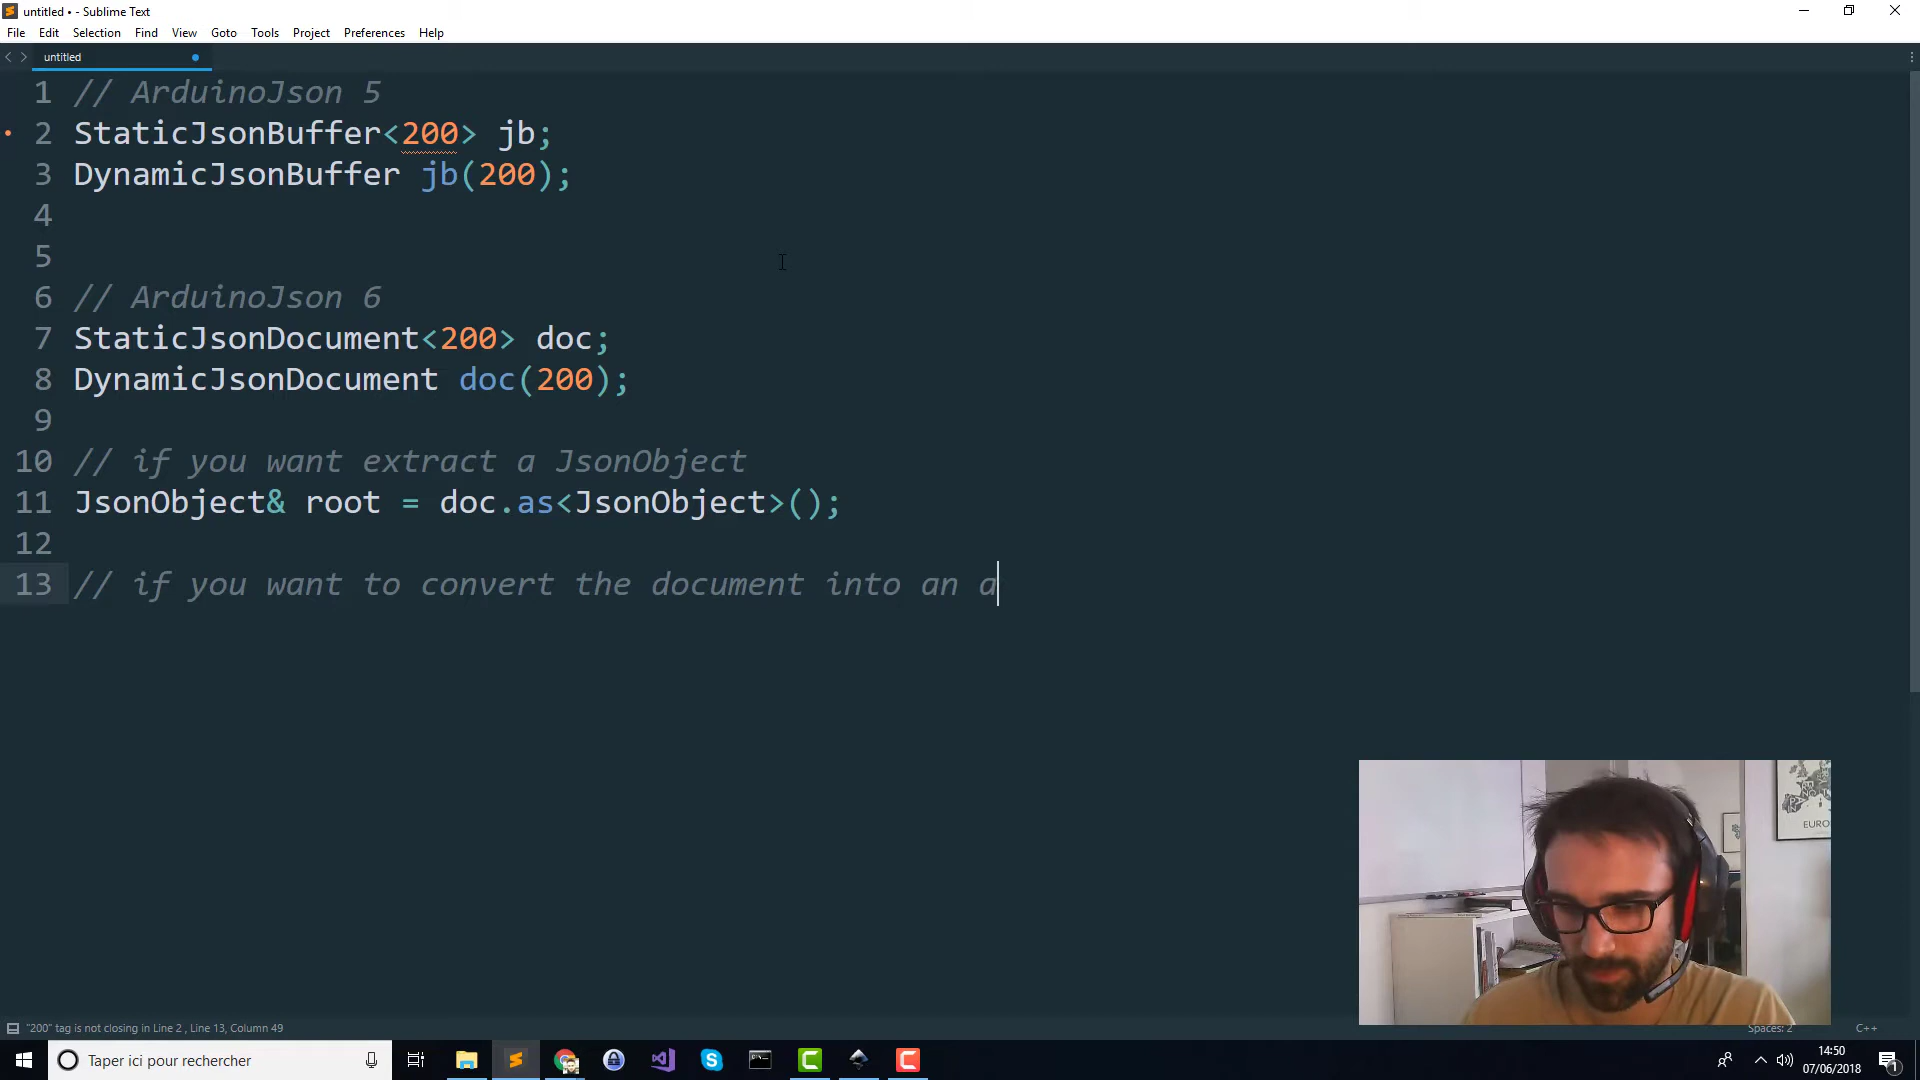 untitled • - Sublime Text
File Edit Selection Find View Goto Tools Project Preferences Help
untitled
1 // ArduinoJson 5
2 StaticJsonBuffer<200> jb;
3 DynamicJsonBuffer jb(200);
4
5
6 // ArduinoJson 6
7 StaticJsonDocument<200> doc;
8 DynamicJsonDocument doc(200);
9
10 // if you want extract a JsonObject
11 JsonObject& root = doc.as<JsonObject>();
12
13 // if you want to convert the document into an a
EURO
"200" tag is not closing in Line 2 , Line 13, Column 49
Spaces: 2
C++
Taper ici pour rechercher
14:50
07/06/2018
1